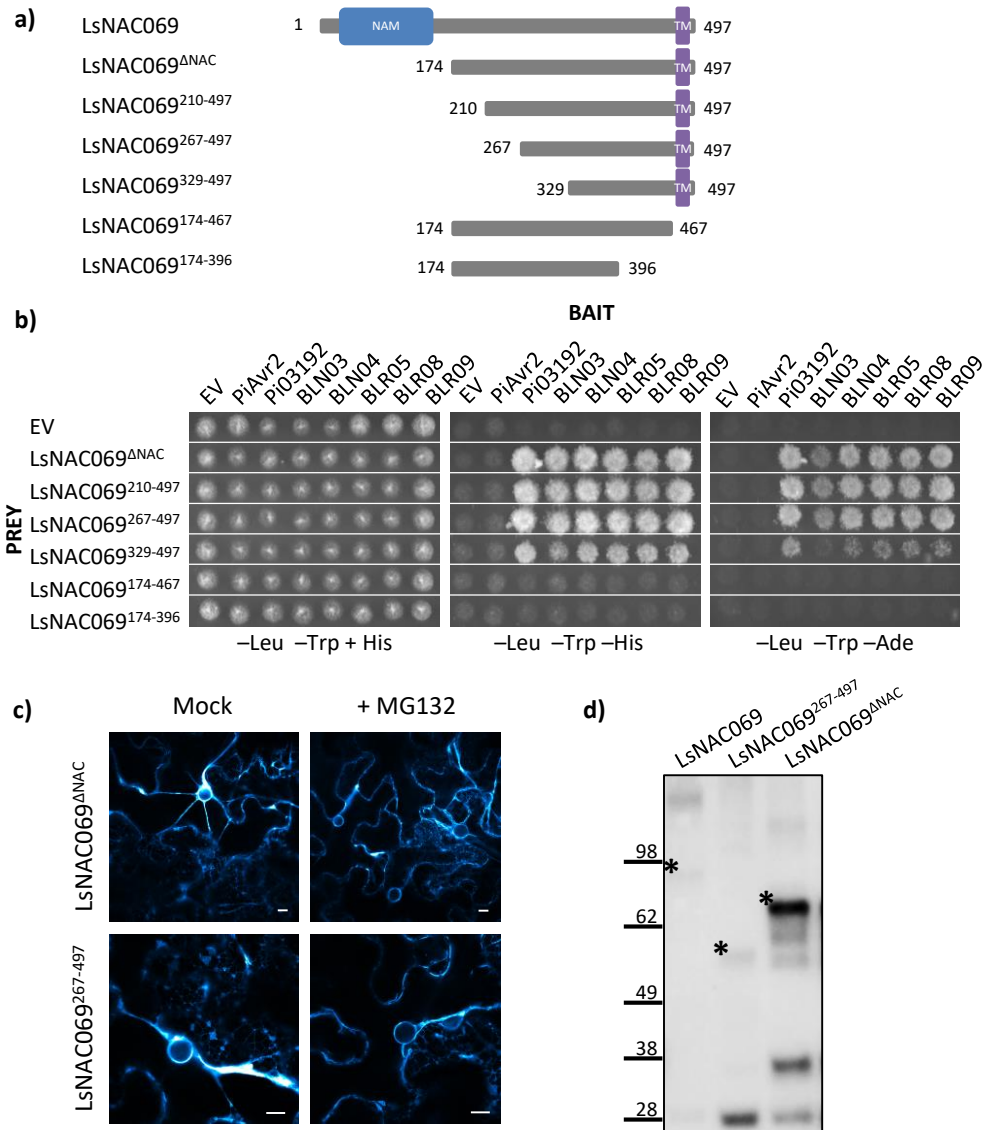 a)
LsNAC069 1 NAM TM 497
LsNAC069ΔNAC 174 TM 497
LsNAC069210-497 210 TM 497
LsNAC069267-497 267 TM 497
LsNAC069329-497 329 TM 497
LsNAC069174-467 174 467
LsNAC069174-396 174 396
b)
BAIT
EV PiAvr2 Pi03192 BLN03 BLN04 BLR05 BLR08 BLR09 EV PiAvr2 Pi03192 BLN03 BLN04 BLR05 BLR08 BLR09 EV PiAvr2 Pi03192 BLN03 BLN04 BLR05 BLR08 BLR09
PREY
EV
LsNAC069ΔNAC
LsNAC069210-497
LsNAC069267-497
LsNAC069329-497
LsNAC069174-467
LsNAC069174-396
–Leu –Trp + His –Leu –Trp –His –Leu –Trp –Ade
c)
Mock + MG132
LsNAC069ΔNAC
LsNAC069267-497
d)
LsNAC069 LsNAC069267-497 LsNAC069ΔNAC
98
*
*
62
*
49
38
28